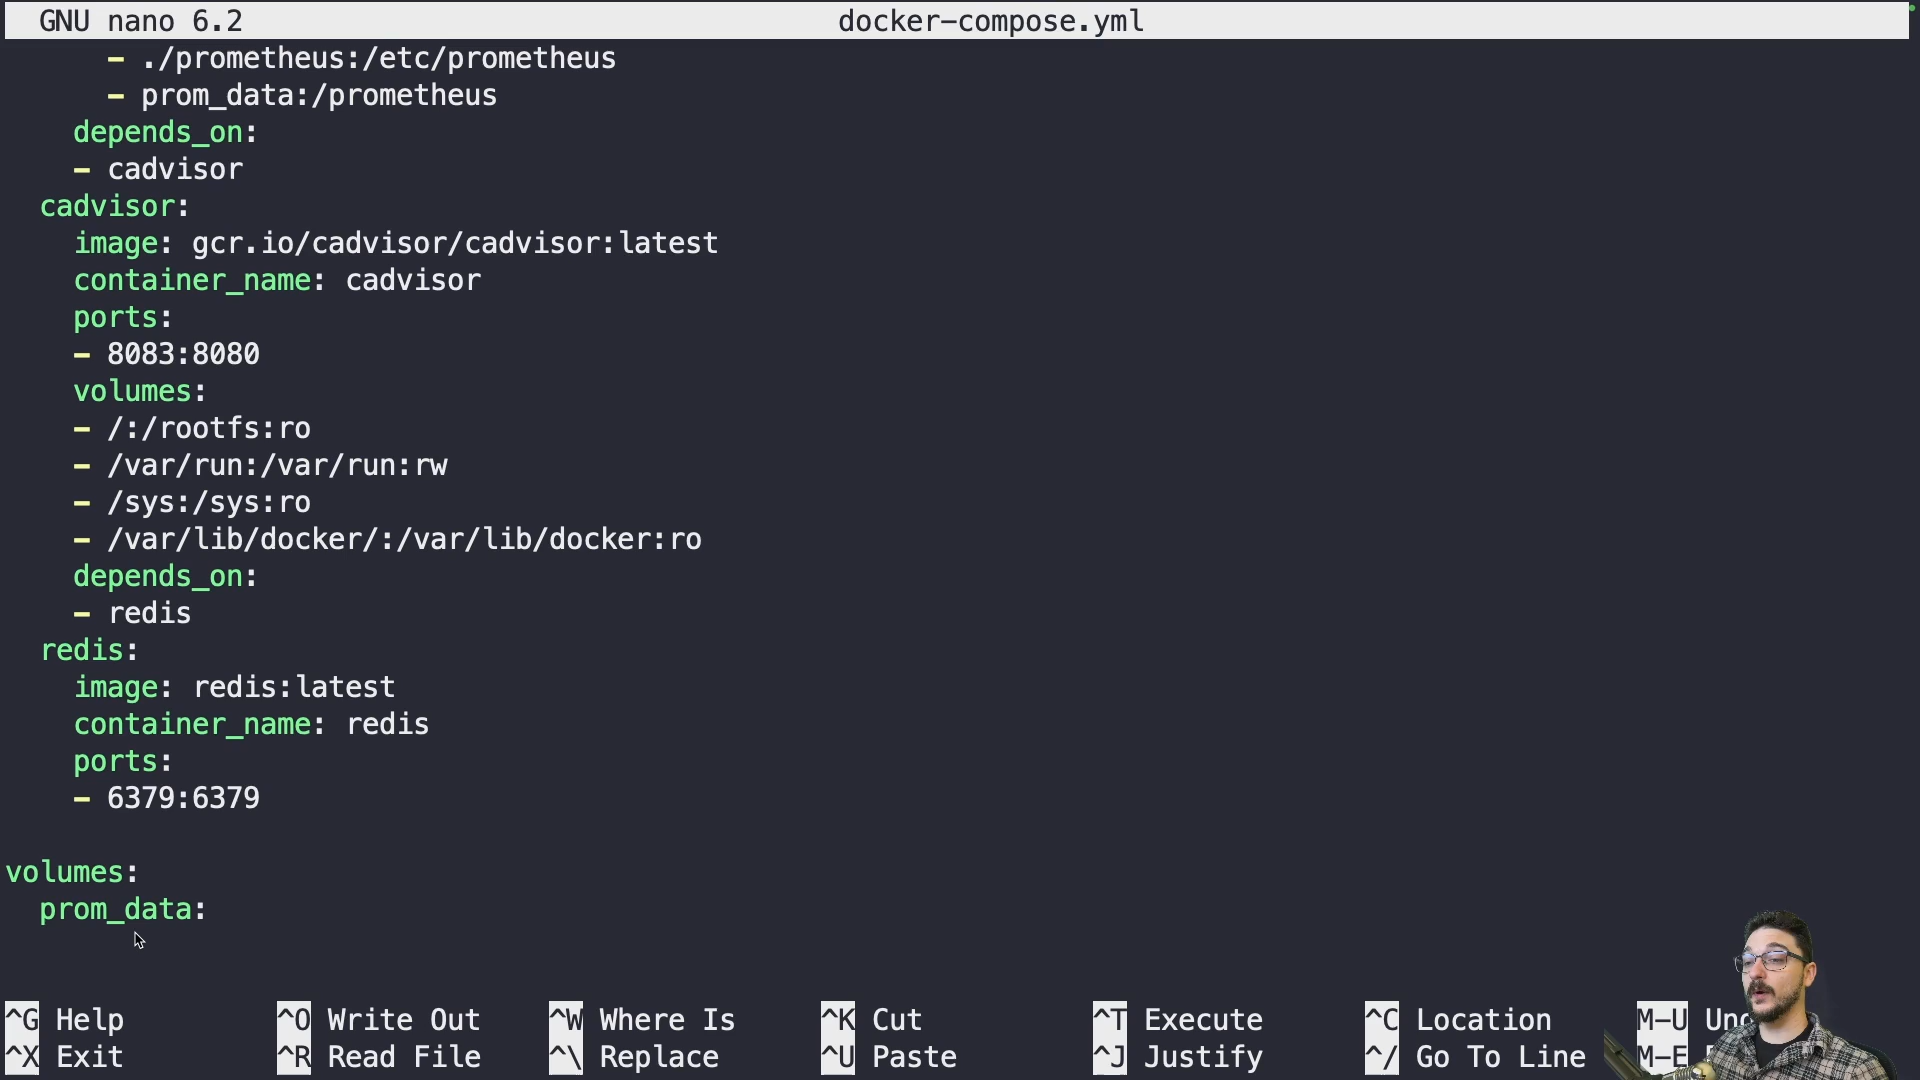 GNU nano 6.2 docker-compose.yml
- ./prometheus:/etc/prometheus
- prom_data:/prometheus
depends_on:
- cadvisor
cadvisor:
image: gcr.io/cadvisor/cadvisor:latest
container_name: cadvisor
ports:
- 8083:8080
volumes:
- /:/rootfs:ro
- /var/run:/var/run:rw
- /sys:/sys:ro
- /var/lib/docker/:/var/lib/docker:ro
depends_on:
- redis
redis:
image: redis:latest
container_name: redis
ports:
- 6379:6379
volumes:
prom_data:
^G Help ^O Write Out ^W Where Is ^K Cut ^T Execute ^C Location M-U
^X Exit ^R Read File ^\ Replace ^U Paste ^J Justify ^/ Go To Line M-E